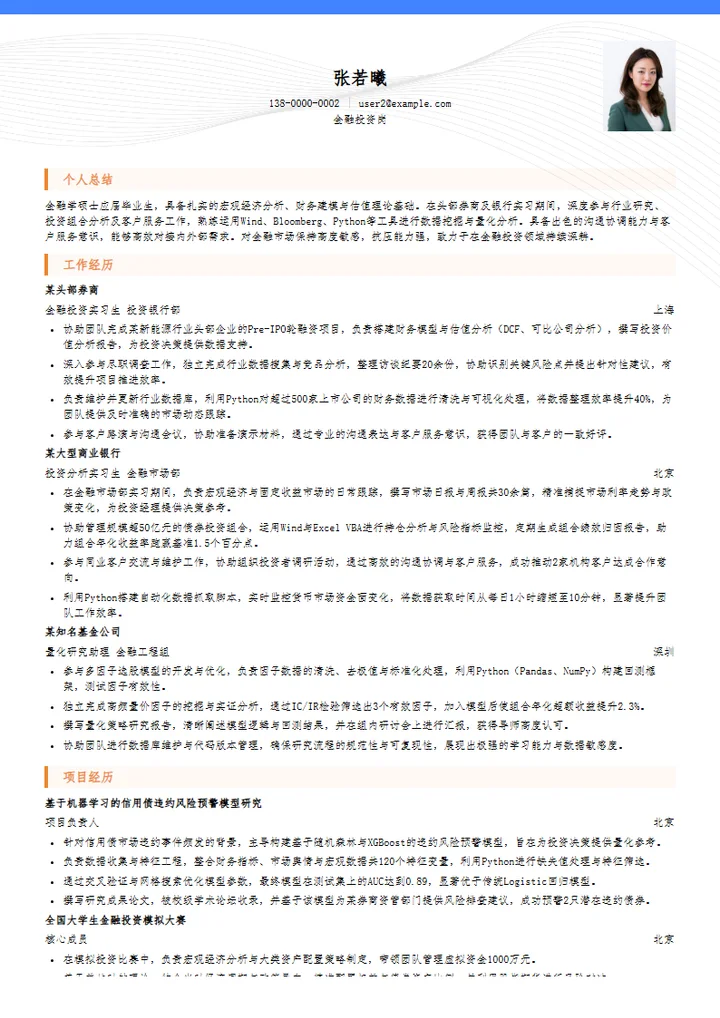 张若曦
138-0000-0002 | user2@example.com
金融投资岗
个人总结
金融学硕士应届毕业生，具备扎实的宏观经济分析、财务建模与估值理论基础。在头部券商及银行实习期间，深度参与行业研究、
投资组合分析及客户服务工作，熟练运用Wind、Bloomberg、Python等工具进行数据挖掘与量化分析。具备出色的沟通协调能力与客
户服务意识，能够高效对接内外部需求。对金融市场保持高度敏感，抗压能力强，致力于在金融投资领域持续深耕。
工作经历
某头部券商
金融投资实习生 投资银行部 上海
• 协助团队完成某新能源行业头部企业的Pre-IPO轮融资项目，负责搭建财务模型与估值分析（DCF、可比公司分析），撰写投资价
值分析报告，为投资决策提供数据支持。
• 深入参与尽职调查工作，独立完成行业数据搜集与竞品分析，整理访谈纪要20余份，协助识别关键风险点并提出针对性建议，有
效提升项目推进效率。
• 负责维护并更新行业数据库，利用Python对超过500家上市公司的财务数据进行清洗与可视化处理，将数据整理效率提升40%，为
团队提供及时准确的市场动态跟踪。
• 参与客户路演与沟通会议，协助准备演示材料，通过专业的沟通表达与客户服务意识，获得团队与客户的一致好评。
某大型商业银行
投资分析实习生 金融市场部 北京
• 在金融市场部实习期间，负责宏观经济与固定收益市场的日常跟踪，撰写市场日报与周报共30余篇，精准捕捉市场利率走势与政
策变化，为投资经理提供决策参考。
• 协助管理规模超50亿元的债券投资组合，运用Wind与Excel VBA进行持仓分析与风险指标监控，定期生成组合绩效归因报告，助
力组合年化收益率超越基准1.5个百分点。
• 参与同业客户交流与维护工作，协助组织投资者调研活动，通过高效的沟通协调与客户服务，成功推动2家机构客户达成合作意
向。
• 利用Python搭建自动化数据抓取脚本，实时监控货币市场资金面变化，将数据获取时间从每日1小时缩短至10分钟，显著提升团
队工作效率。
某知名基金公司
量化研究助理 金融工程组 深圳
• 参与多因子选股模型的开发与优化，负责因子数据的清洗、去极值与标准化处理，利用Python（Pandas、NumPy）构建回测框
架，测试因子有效性。
• 独立完成高频量价因子的挖掘与实证分析，通过IC/IR检验筛选出3个有效因子，加入模型后使组合年化超额收益提升2.3%。
• 撰写量化策略研究报告，清晰阐述模型逻辑与回测结果，并在组内研讨会上进行汇报，获得导师高度认可。
• 协助团队进行数据库维护与代码版本管理，确保研究流程的规范性与可复现性，展现出极强的学习能力与数据敏感度。
项目经历
基于机器学习的信用债违约风险预警模型研究
项目负责人 北京
• 针对信用债市场违约事件频发的背景，主导构建基于随机森林与XGBoost的违约风险预警模型，旨在为投资决策提供量化参考。
• 负责数据收集与特征工程，整合财务指标、市场舆情与宏观数据共120个特征变量，利用Python进行缺失值处理与特征筛选。
• 通过交叉验证与网格搜索优化模型参数，最终模型在测试集上的AUC达到0.89，显著优于传统Logistic回归模型。
• 撰写研究成果论文，被校级学术论坛收录，并基于该模型为某券商资管部门提供风险排查建议，成功预警2只潜在违约债券。
全国大学生金融投资模拟大赛
核心成员 北京
• 在模拟投资比赛中，负责宏观经济分析与大类资产配置策略制定，带领团队管理虚拟资金1000万元。